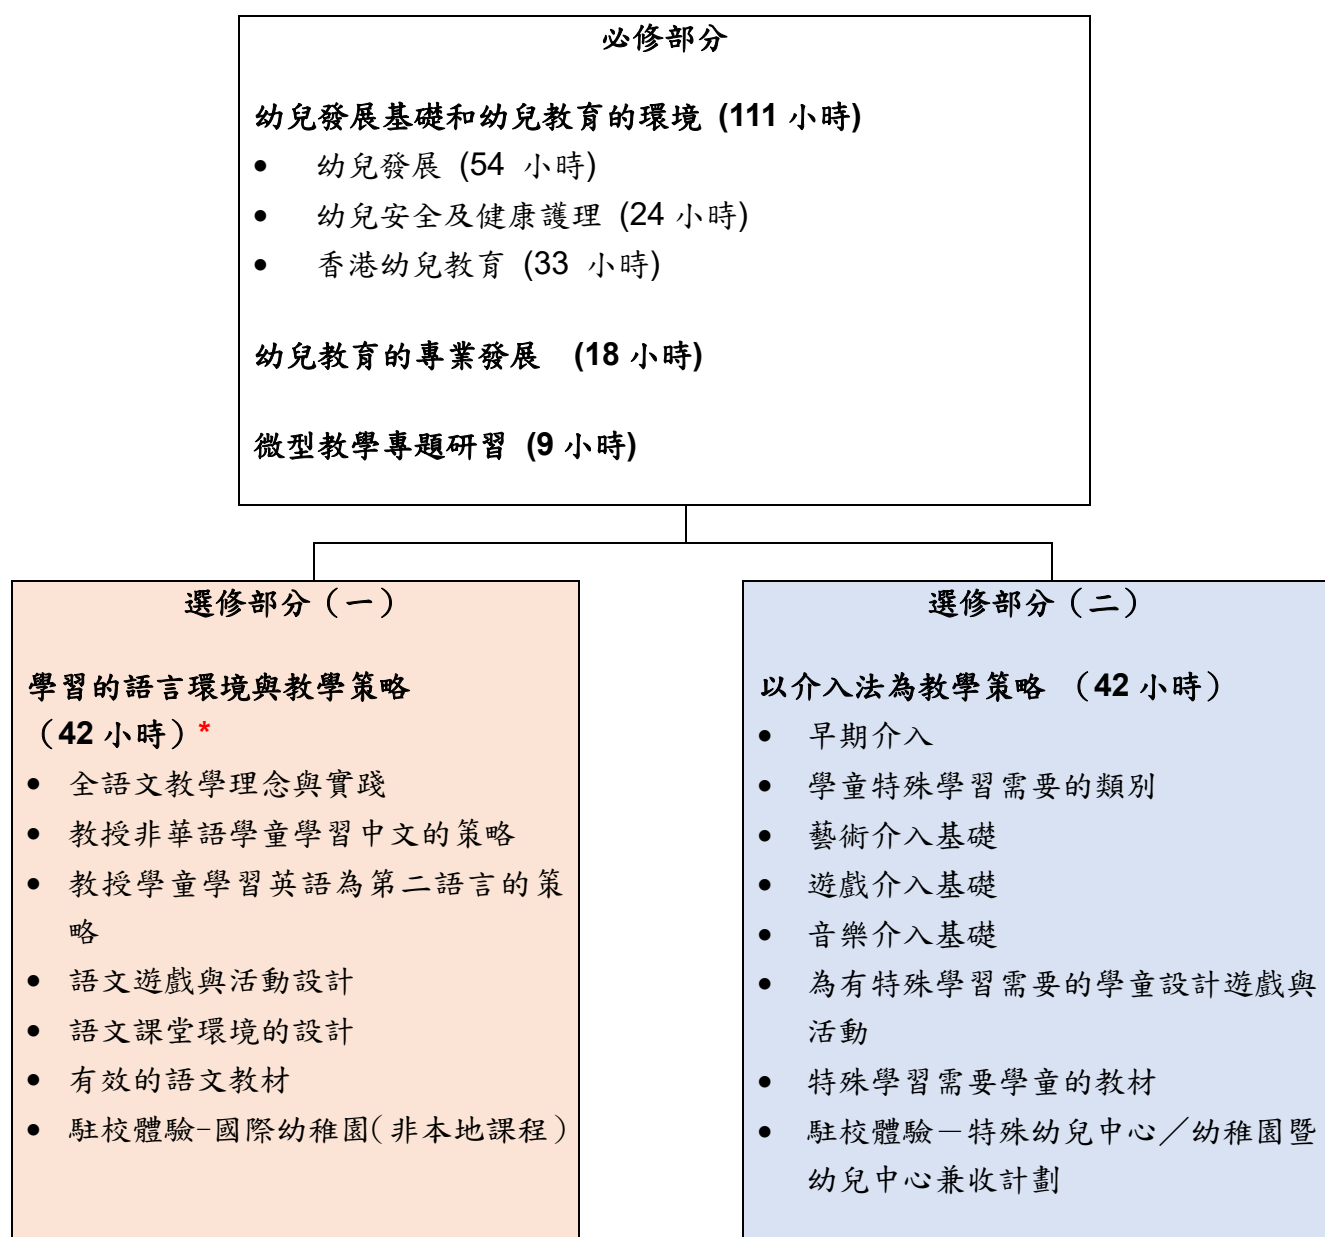 必修部分
幼兒發展基礎和幼兒教育的環境 (111 小時)
• 幼兒發展 (54 小時)
• 幼兒安全及健康護理 (24 小時)
• 香港幼兒教育 (33 小時)
幼兒教育的專業發展 (18 小時)
微型教學專題研習 (9 小時)
選修部分（一）
學習的語言環境與教學策略
（42 小時）*
• 全語文教學理念與實踐
• 教授非華語學童學習中文的策略
• 教授學童學習英語為第二語言的策
略
• 語文遊戲與活動設計
• 語文課堂環境的設計
• 有效的語文教材
• 駐校體驗-國際幼稚園（非本地課程）
選修部分（二）
以介入法為教學策略 （42 小時）
• 早期介入
• 學童特殊學習需要的類別
• 藝術介入基礎
• 遊戲介入基礎
• 音樂介入基礎
• 為有特殊學習需要的學童設計遊戲與
活動
• 特殊學習需要學童的教材
• 駐校體驗－特殊幼兒中心／幼稚園暨
幼兒中心兼收計劃